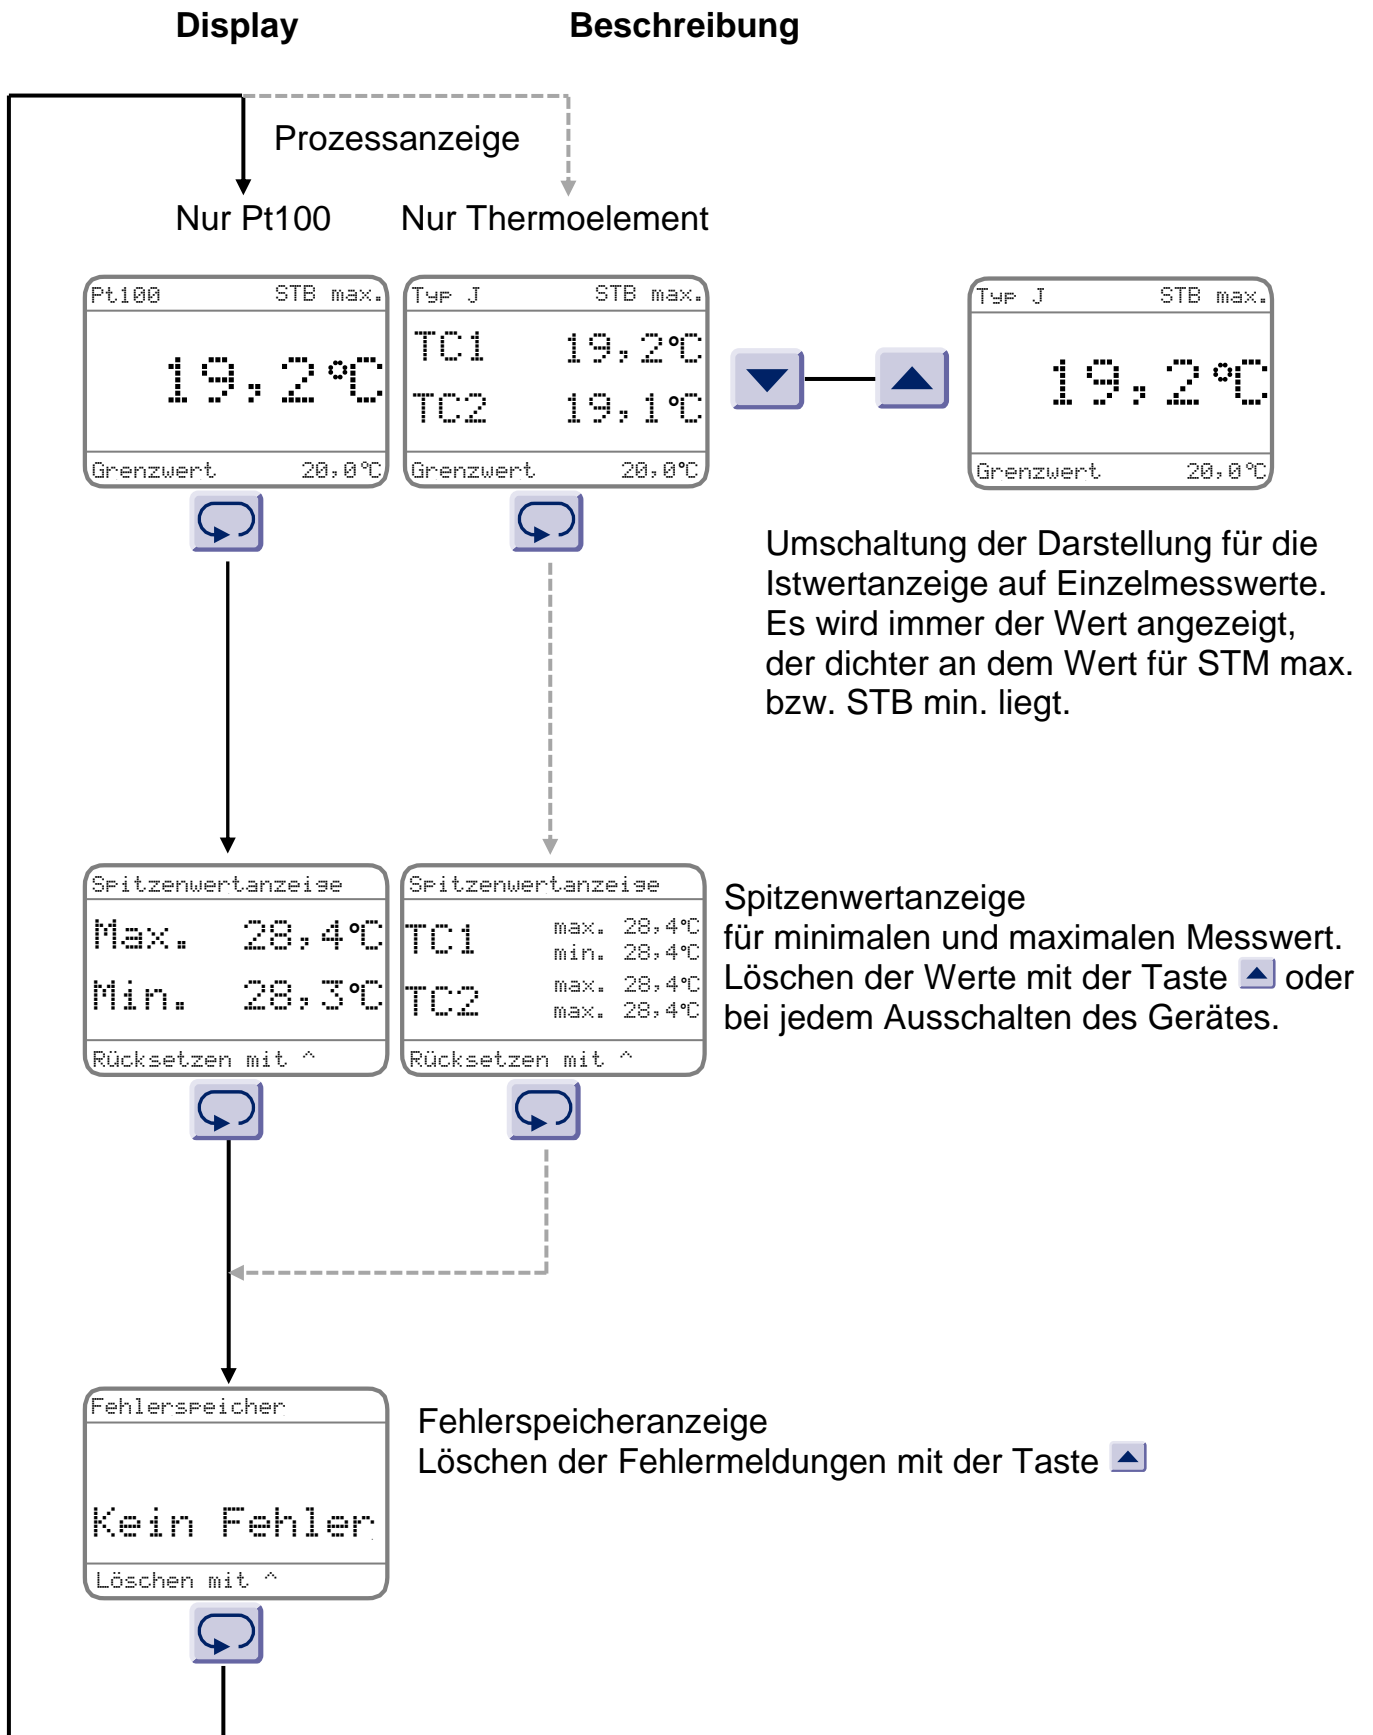 Display Beschreibung
Prozessanzeige
Nur Pt100 Nur Thermoelement
Pt100 STB max.
19,2°C
Grenzwert 20,0°C
Typ J STB max.
TC1 19,2°C
TC2 19,1°C
Grenzwert 20,0°C
Typ J STB max.
19,2°C
Grenzwert 20,0°C
Umschaltung der Darstellung für die
Istwertanzeige auf Einzelmesswerte.
Es wird immer der Wert angezeigt,
der dichter an dem Wert für STM max.
bzw. STB min. liegt.
Spitzenwertanzeige
Max. 28,4°C
Min. 28,3°C
Rücksetzen mit ^
Spitzenwertanzeige
TC1 max. 28,4°C
min. 28,4°C
TC2 max. 28,4°C
max. 28,4°C
Rücksetzen mit ^
Spitzenwertanzeige
für minimalen und maximalen Messwert.
Löschen der Werte mit der Taste oder
bei jedem Ausschalten des Gerätes.
Fehlerspeicher
Kein Fehler
Löschen mit ^
Fehlerspeicheranzeige
Löschen der Fehlermeldungen mit der Taste